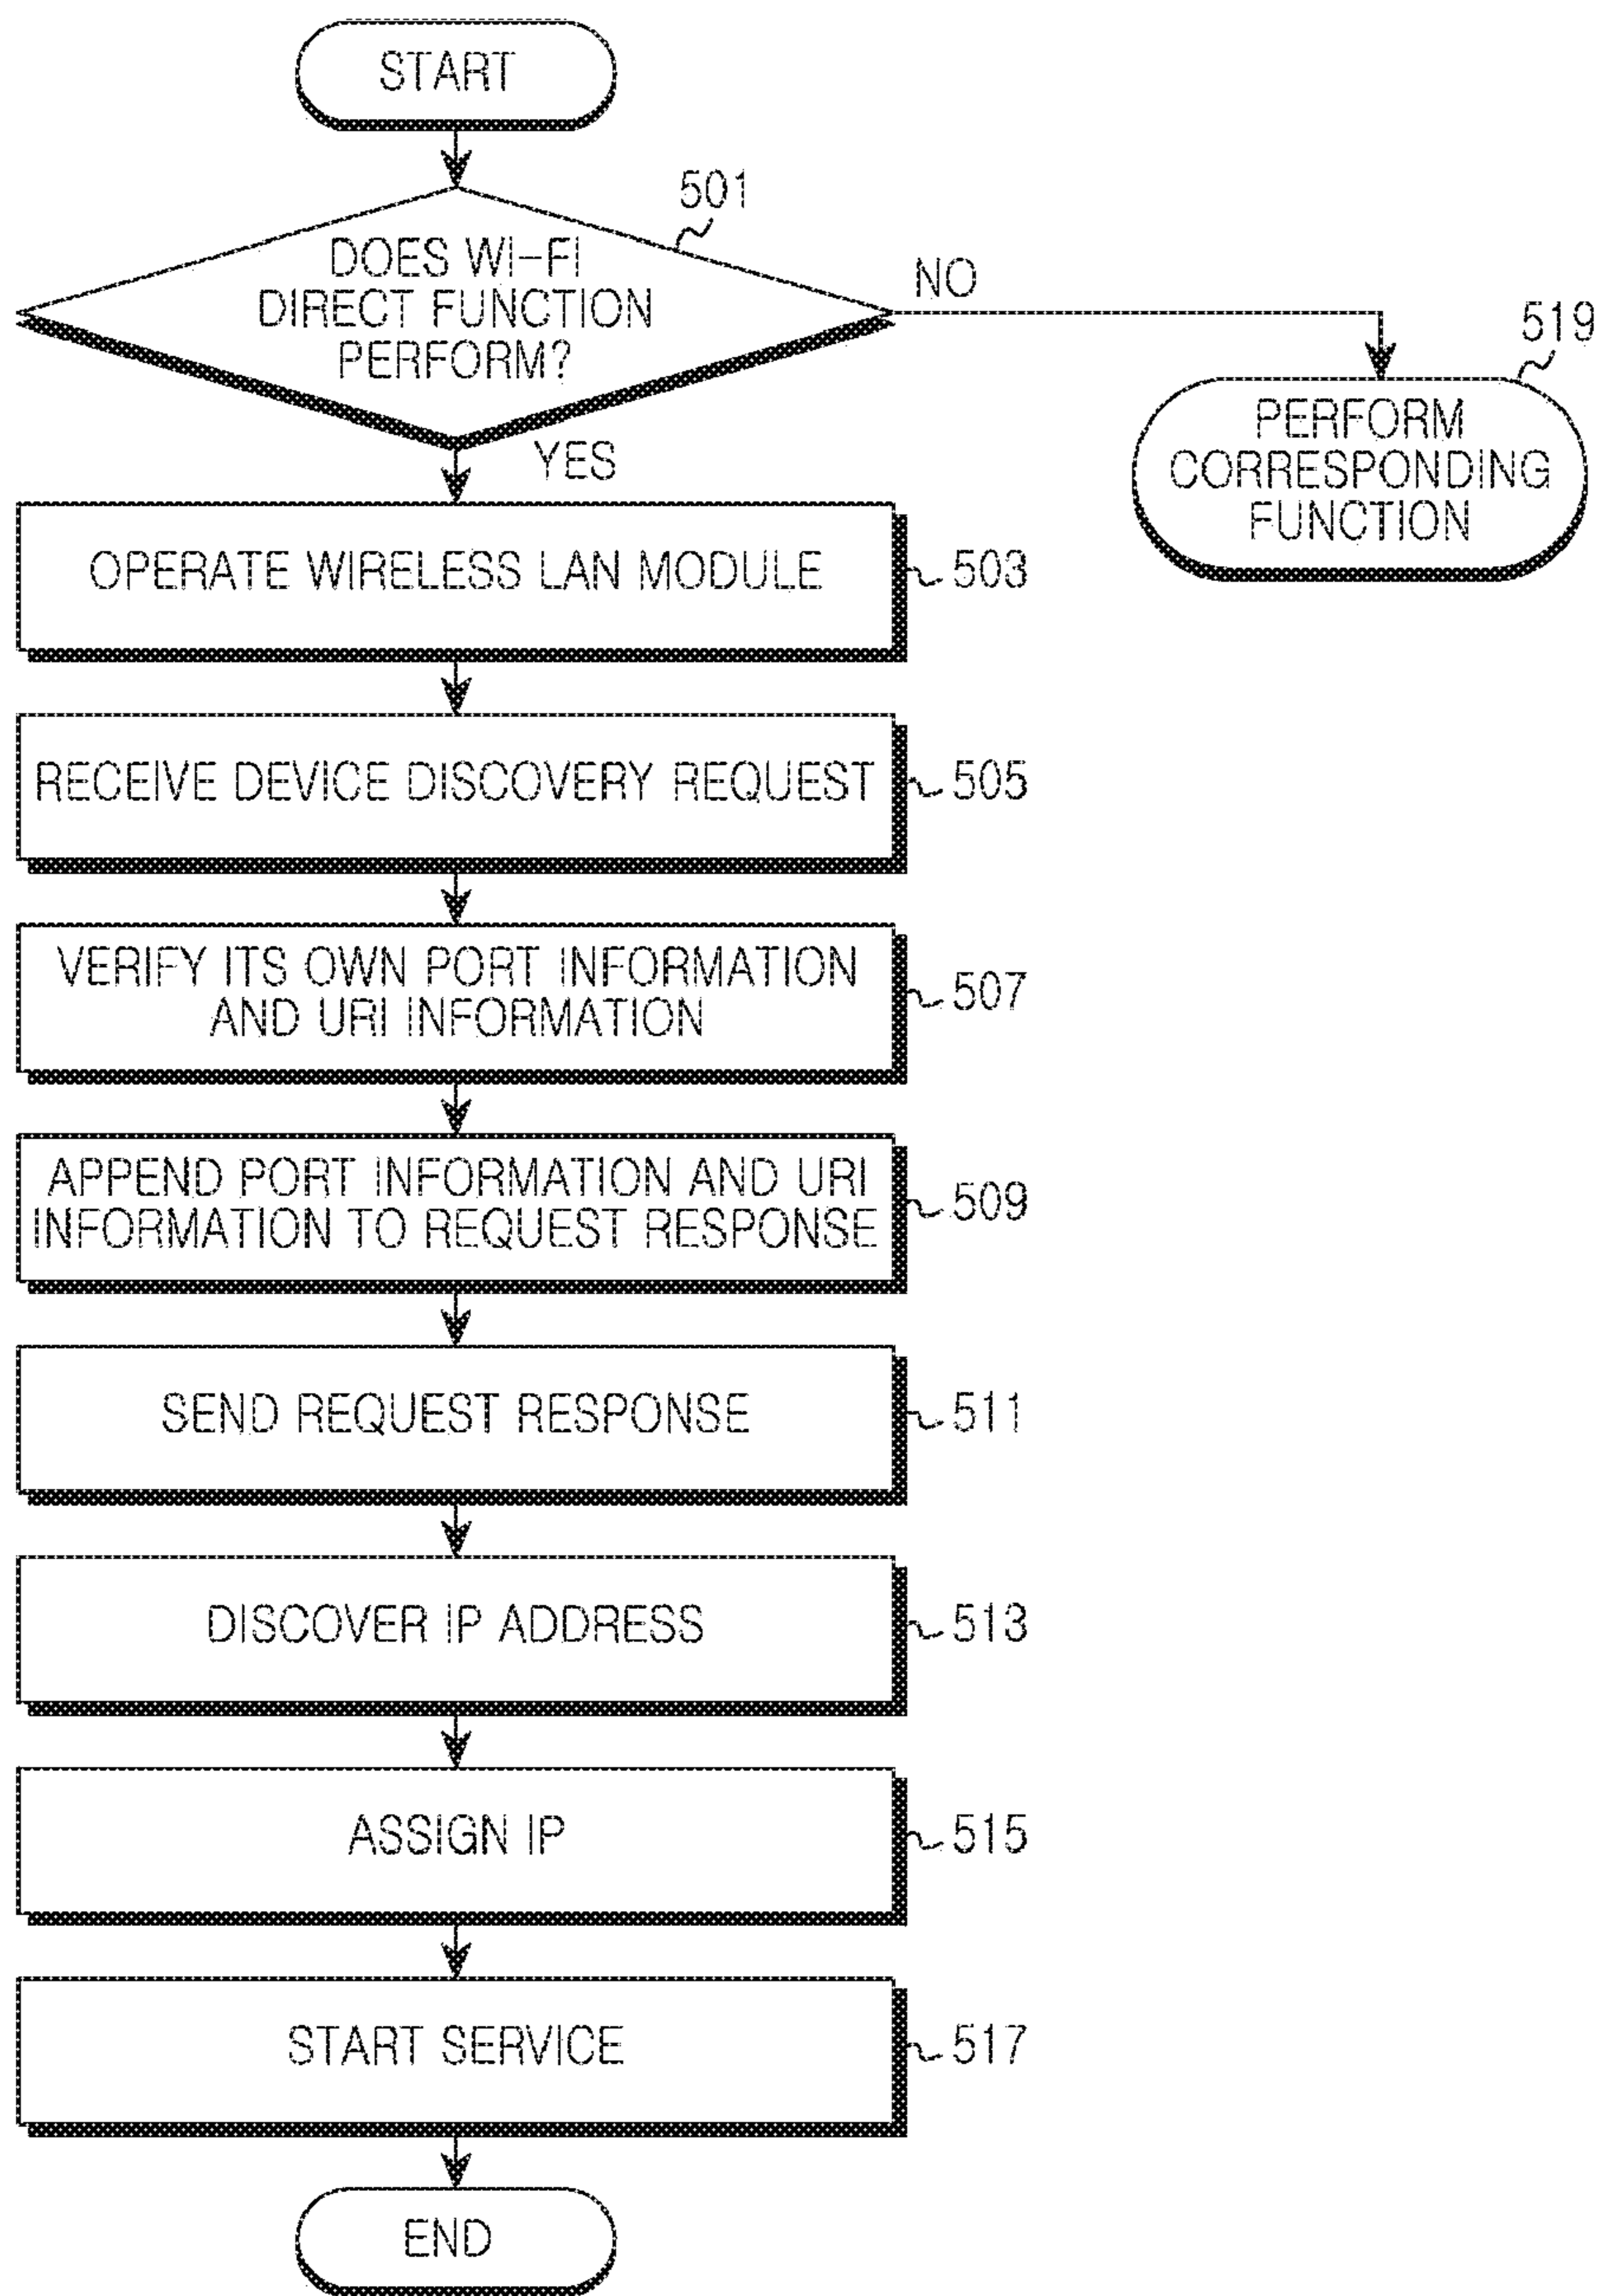 START
501
DOES WI-FI
DIRECT FUNCTION
PERFORM?
NO
519
PERFORM
CORRESPONDING
FUNCTION
YES
OPERATE WIRELESS LAN MODULE
503
RECEIVE DEVICE DISCOVERY REQUEST
505
VERIFY ITS OWN PORT INFORMATION
AND URI INFORMATION
507
APPEND PORT INFORMATION AND URI
INFORMATION TO REQUEST RESPONSE
509
SEND REQUEST RESPONSE
511
DISCOVER IP ADDRESS
513
ASSIGN IP
515
START SERVICE
517
END